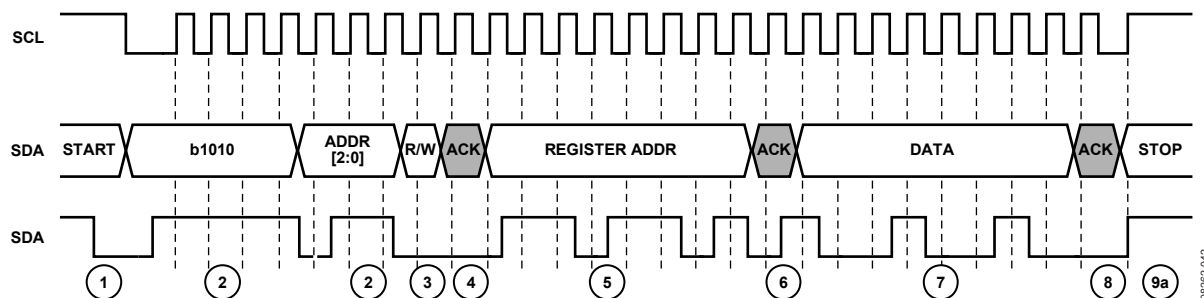 SCL
SDA START b1010 ADDR [2:0] R/W ACK REGISTER ADDR ACK DATA ACK STOP
SDA
1 2 2 3 4 5 6 7 8 9a